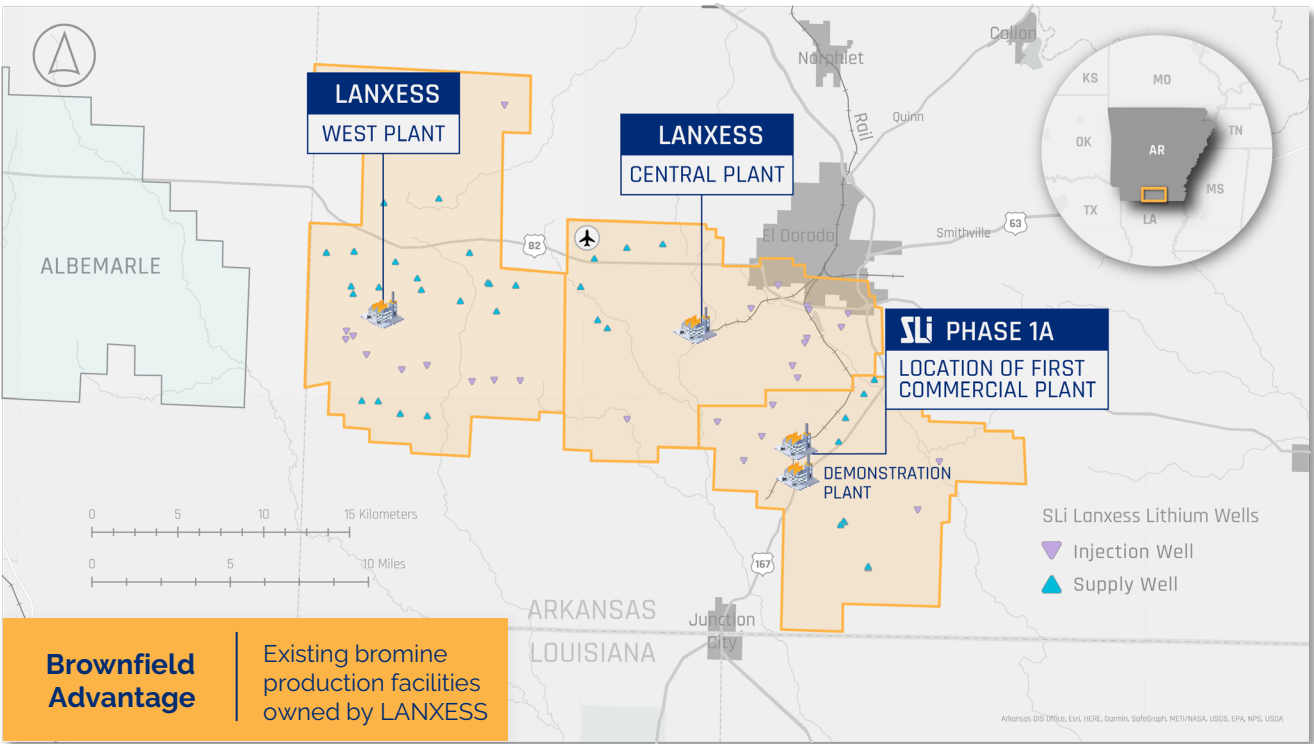 Calion
Norphlet
KS
MO
LANXESS
WEST PLANT
LANXESS
CENTRAL PLANT
Rail
Quinn
OK
AR
TN
TX
LA
MS
63
Smithville
El Dorado
82
ALBEMARLE
SLi PHASE 1A
LOCATION OF FIRST
COMMERCIAL PLANT
DEMONSTRATION
PLANT
0 5 10 15 Kilometers
0 5 10 Miles
SLi Lanxess Lithium Wells
Injection Well
Supply Well
167
ARKANSAS
LOUISIANA
Junction
City
Brownfield
Advantage
Existing bromine
production facilities
owned by LANXESS
Arkansas GIS Office, Esri, HERE, Garmin, SafeGraph, METI/NASA, USGS, EPA, NPS, USDA